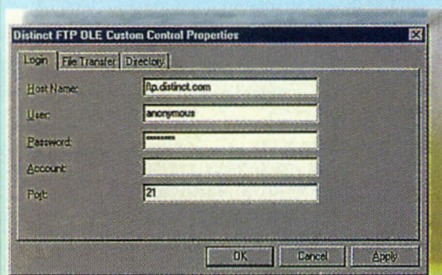 Distinct FTP OLE Custom Control Properties
Login File Transfer Directory
Host Name: ftp.distinct.com
User: anonymous
Password: ********
Account:
Port: 21
OK Cancel Apply